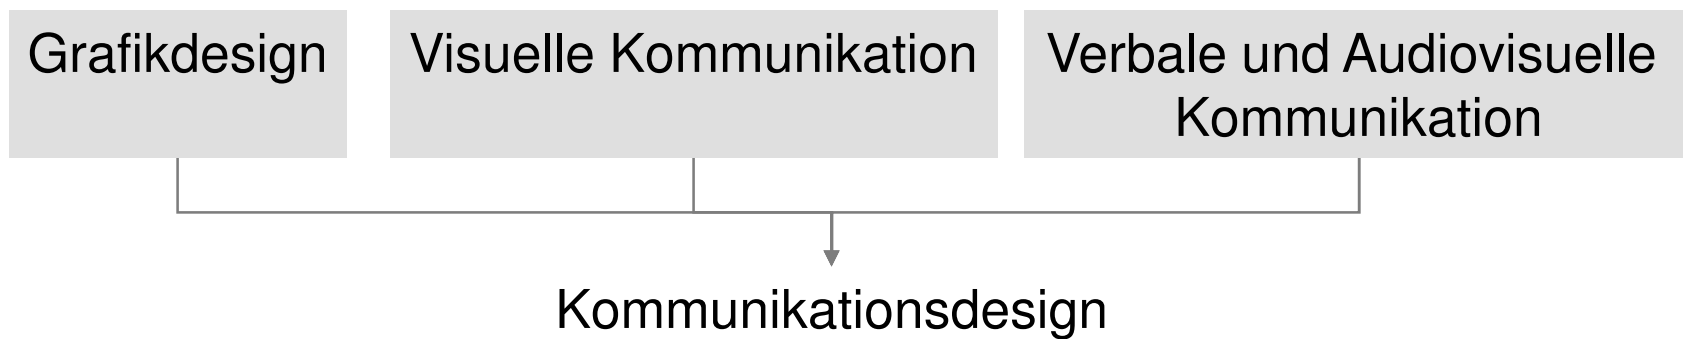 Grafikdesign
Visuelle Kommunikation
Verbale und Audiovisuelle
Kommunikation
Kommunikationsdesign